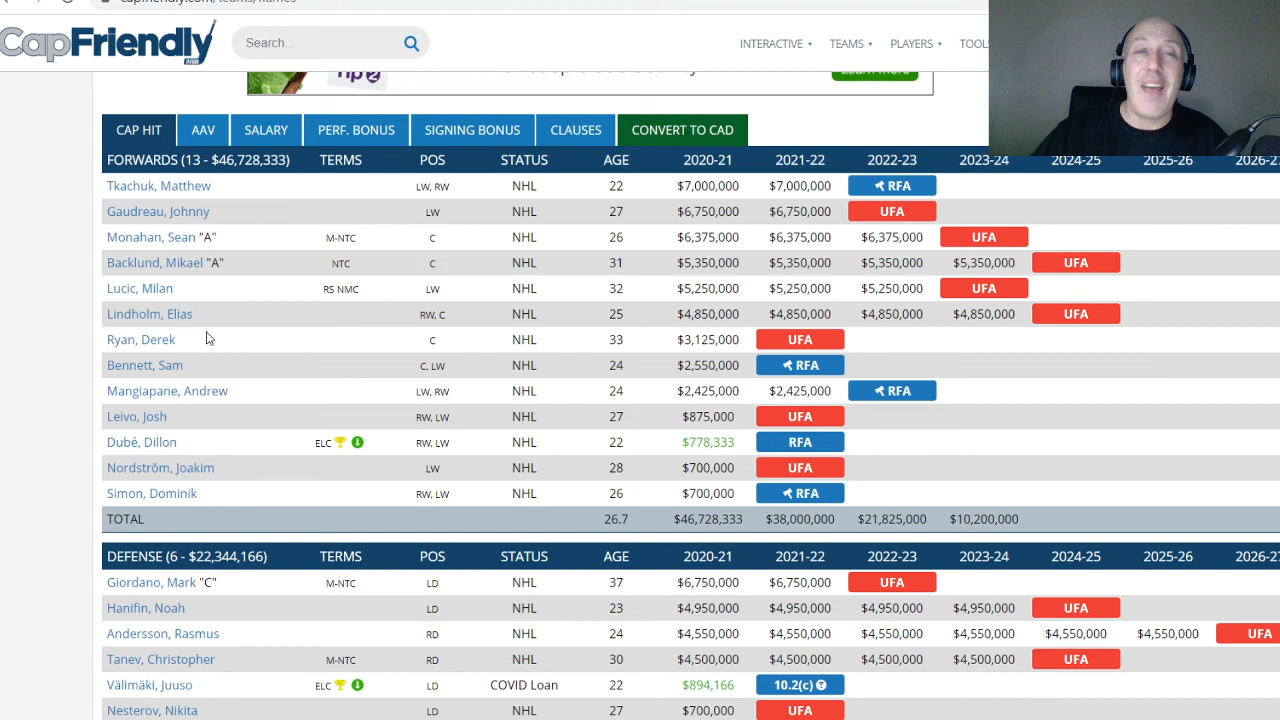 capfriendly.com/teams/flames
CapFriendly
.com
Search...
INTERACTIVE TEAMS PLAYERS TOOLS
CAP HIT AAV SALARY PERF. BONUS SIGNING BONUS CLAUSES CONVERT TO CAD
FORWARDS (13 - $46,728,333) TERMS POS STATUS AGE 2020-21 2021-22 2022-23 2023-24 2024-25 2025-26 2026-27
Tkachuk, Matthew LW, RW NHL 22 $7,000,000 $7,000,000 RFA
Gaudreau, Johnny LW NHL 27 $6,750,000 $6,750,000 UFA
Monahan, Sean "A" M-NTC C NHL 26 $6,375,000 $6,375,000 $6,375,000 UFA
Backlund, Mikael "A" NTC C NHL 31 $5,350,000 $5,350,000 $5,350,000 $5,350,000 UFA
Lucic, Milan RS NMC LW NHL 32 $5,250,000 $5,250,000 $5,250,000 UFA
Lindholm, Elias RW, C NHL 25 $4,850,000 $4,850,000 $4,850,000 $4,850,000 UFA
Ryan, Derek C NHL 33 $3,125,000 UFA
Bennett, Sam C, LW NHL 24 $2,550,000 RFA
Mangiapane, Andrew LW, RW NHL 24 $2,425,000 $2,425,000 RFA
Leivo, Josh RW, LW NHL 27 $875,000 UFA
Dubé, Dillon ELC RW, LW NHL 22 $778,333 RFA
Nordström, Joakim LW NHL 28 $700,000 UFA
Simon, Dominik RW, LW NHL 26 $700,000 RFA
TOTAL 26.7 $46,728,333 $38,000,000 $21,825,000 $10,200,000
DEFENSE (6 - $22,344,166) TERMS POS STATUS AGE 2020-21 2021-22 2022-23 2023-24 2024-25 2025-26 2026-27
Giordano, Mark "C" M-NTC LD NHL 37 $6,750,000 $6,750,000 UFA
Hanifin, Noah LD NHL 23 $4,950,000 $4,950,000 $4,950,000 $4,950,000 UFA
Andersson, Rasmus RD NHL 24 $4,550,000 $4,550,000 $4,550,000 $4,550,000 $4,550,000 $4,550,000 UFA
Tanev, Christopher M-NTC RD NHL 30 $4,500,000 $4,500,000 $4,500,000 $4,500,000 UFA
Välimäki, Juuso ELC LD COVID Loan 22 $894,166 10.2(c)
Nesterov, Nikita LD NHL 27 $700,000 UFA